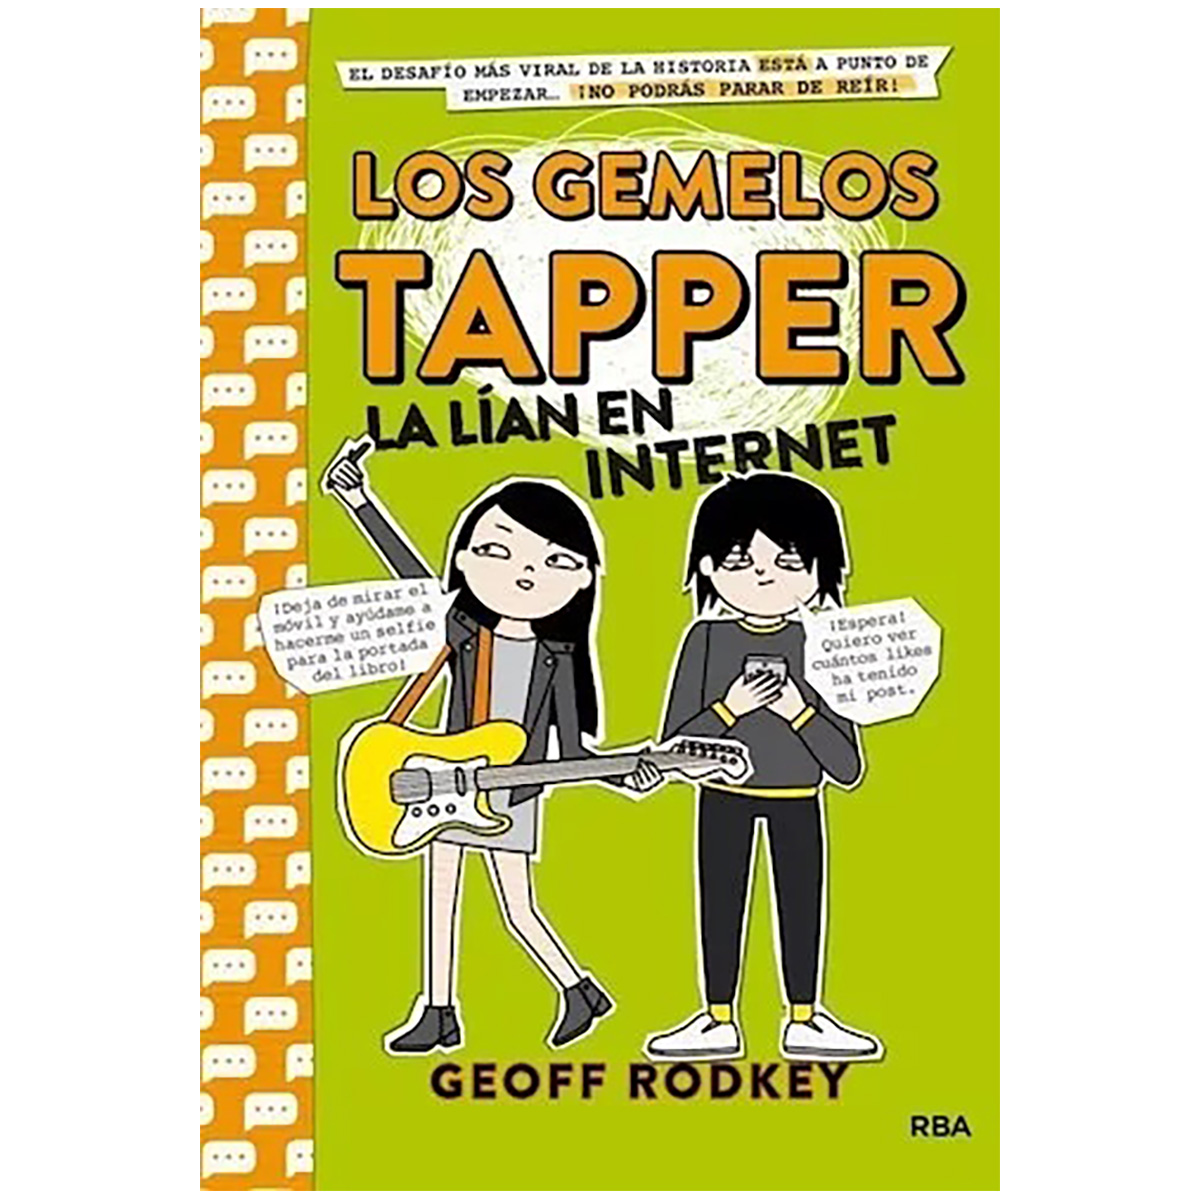 EL DESAFÍO MÁS VIRAL DE LA HISTORIA ESTÁ A PUNTO DE
EMPEZAR... ¡NO PODRÁS PARAR DE REÍR!
LOS GEMELOS
TAPPER
LA LÍAN EN
INTERNET
¡Deja de mirar el
móvil y ayúdame a
hacerme un selfie
para la portada
del libro!
¡Espera!
Quiero ver
cuántos likes
ha tenido
mi post.
GEOFF RODKEY
RBA